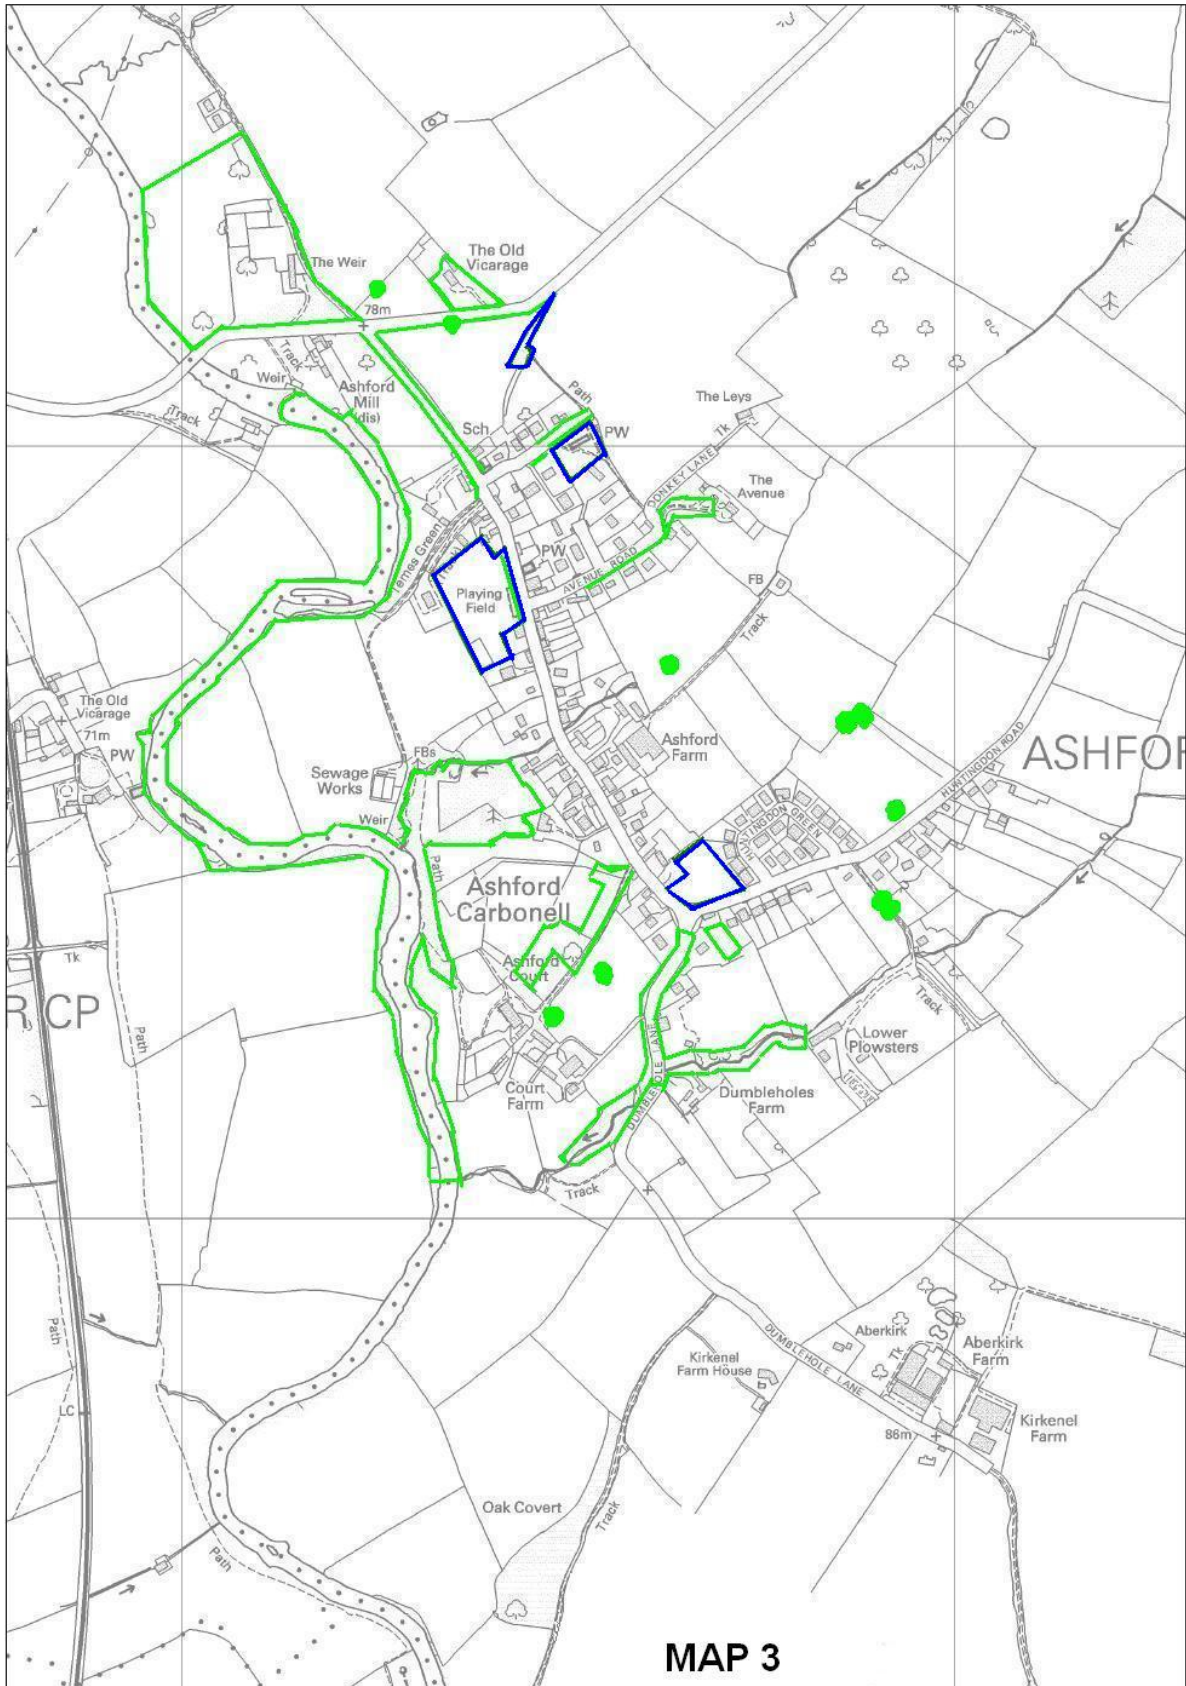 The Old
Vicarage
The Weir
78m
Track
Weir
Ashford
Mill
(dis)
Track
Path
The Leys
Sch
PW
DONKEY LANE
Tk
The
Avenue
Temes Green
PW
AVENUE ROAD
Playing
Field
FB
Track
The Old
Vicarage
71m
PW
Ashford
Farm
HUNTINGDON ROAD
ASHFOR
FBs
Sewage
Works
HUNTINGDON GREEN
Weir
Path
Ashford
Carbonell
Tk
Ashford
Court
R CP
Path
Track
Lower
Plowsters
DUMBLEHOLE LANE
Court
Farm
Dumbleholes
Farm
Track
Path
DUMBLEHOLE LANE
Aberkirk
Tk
Aberkirk
Farm
Kirkenel
Farm House
LC
86m
Kirkenel
Farm
Oak Covert
Track
Path
MAP 3